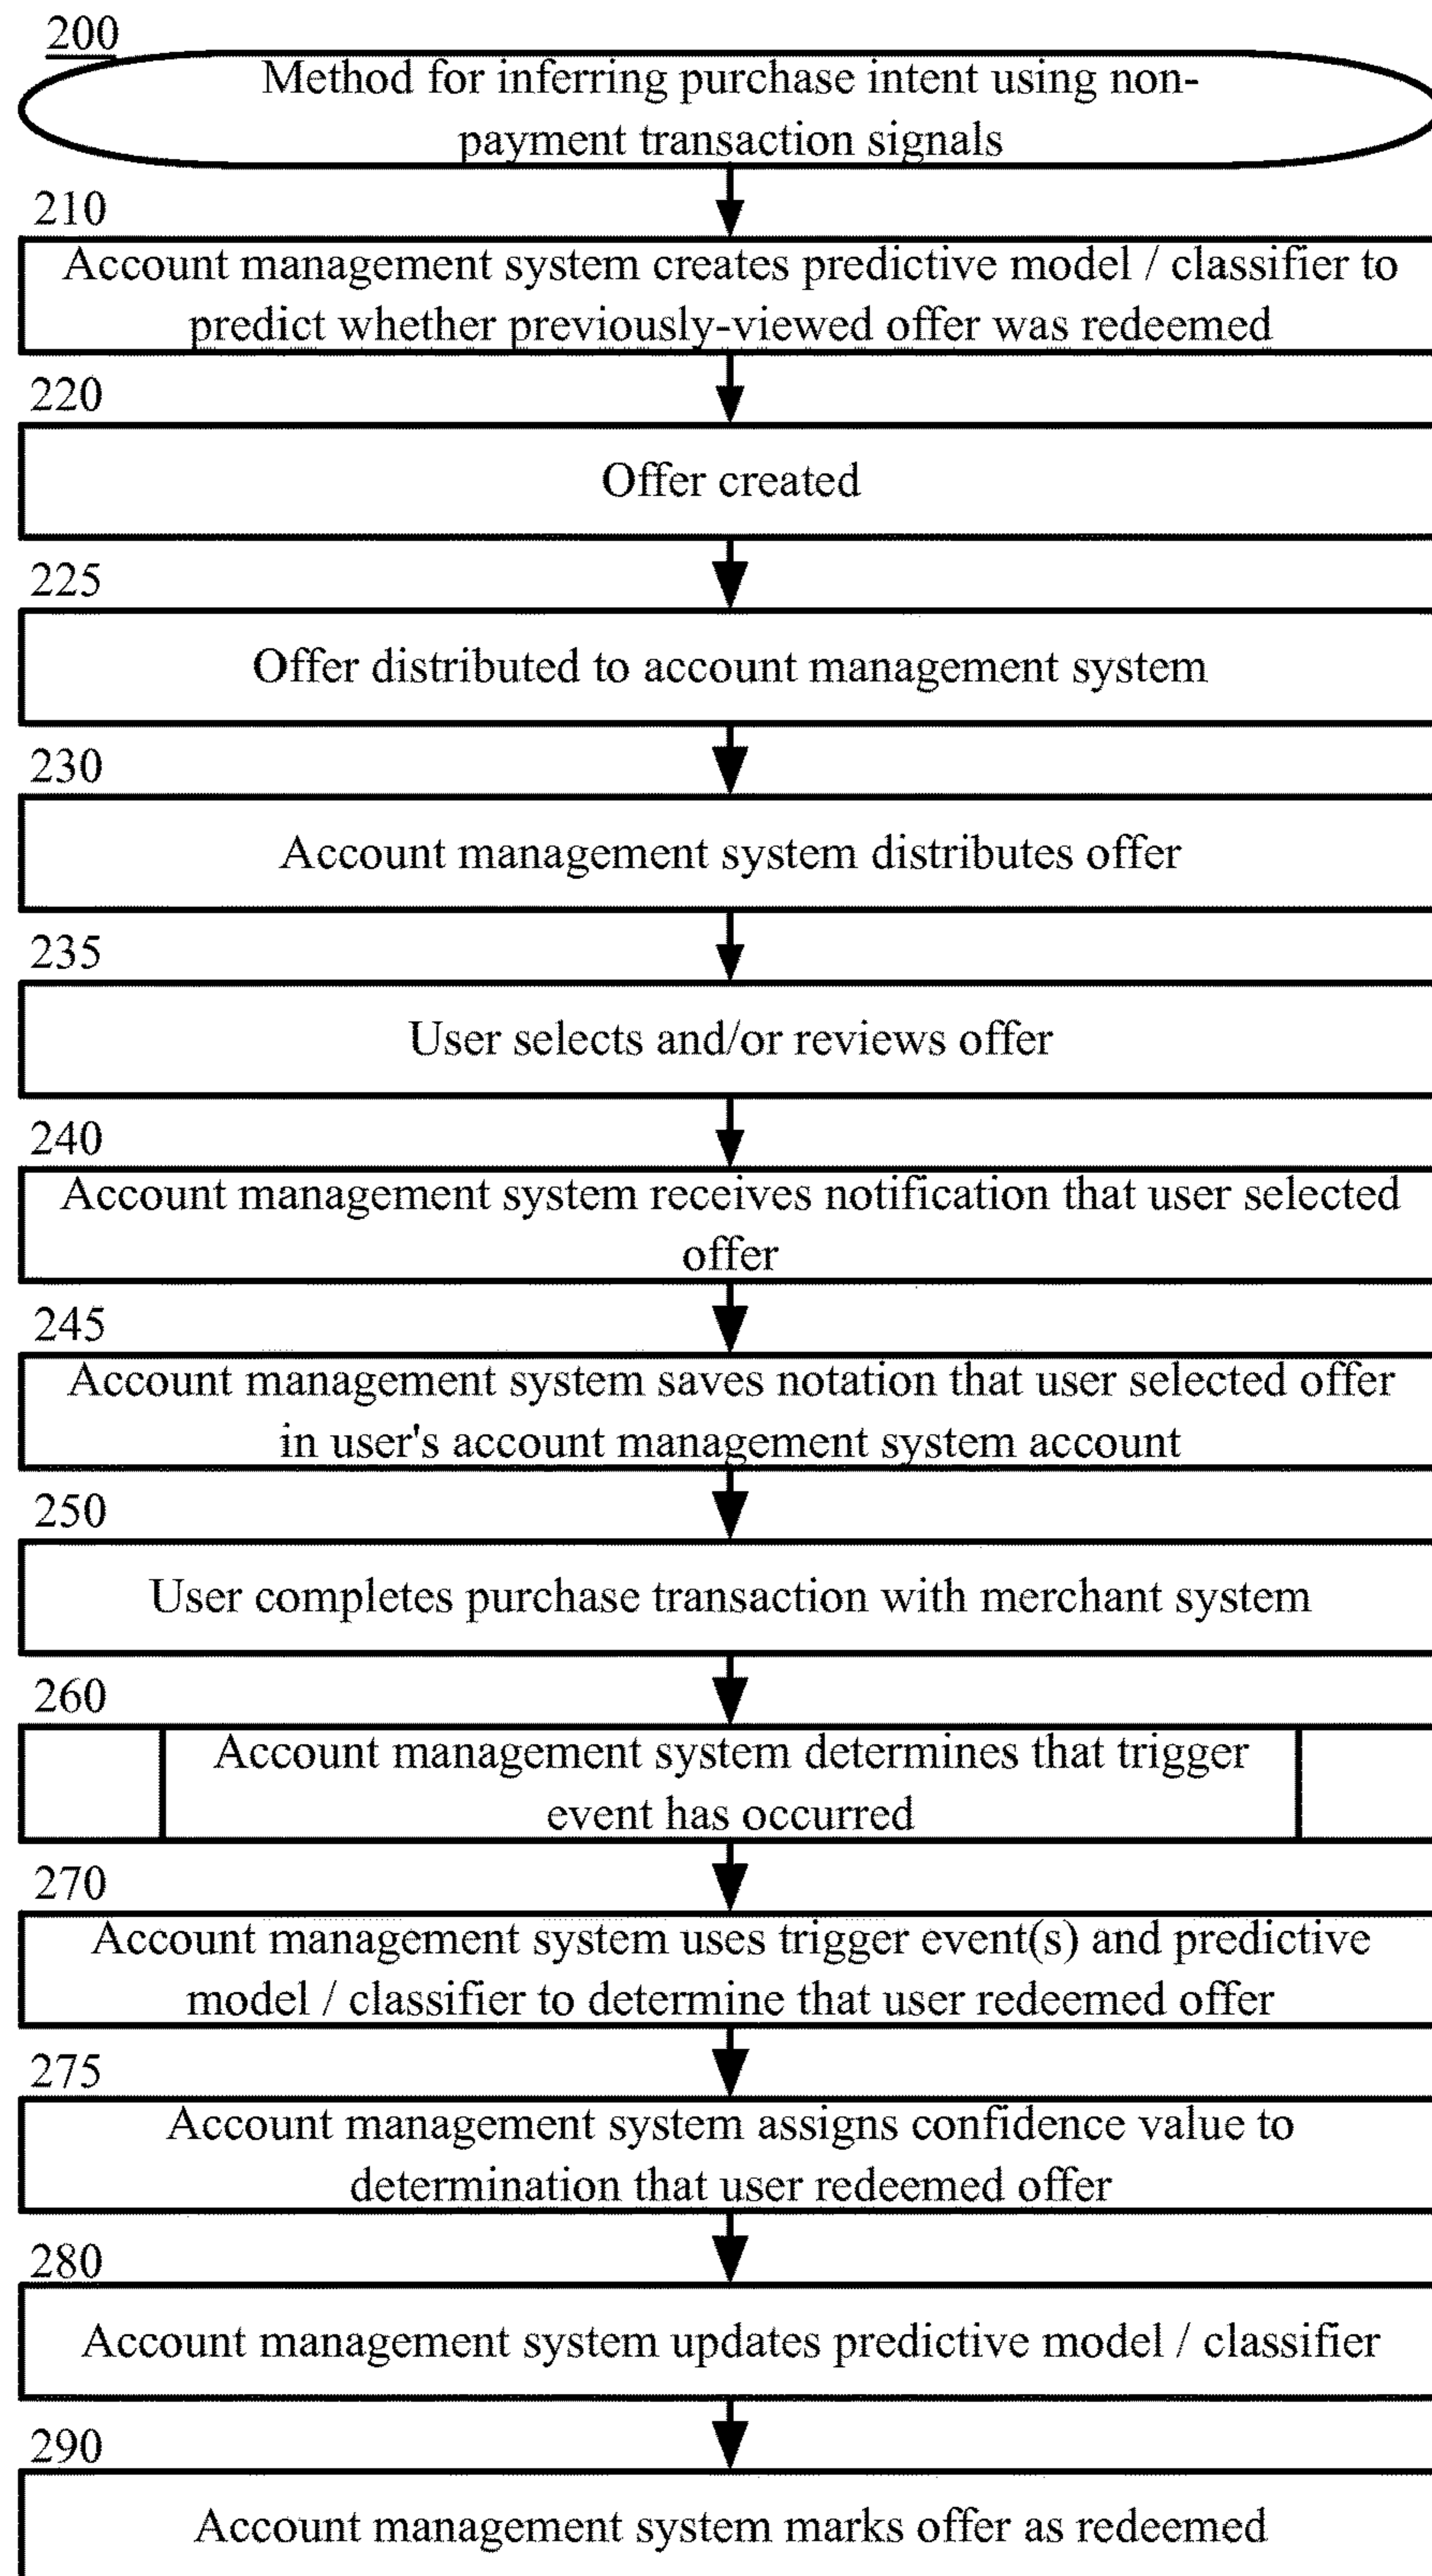 200
Method for inferring purchase intent using non-
payment transaction signals
210
Account management system creates predictive model / classifier to
predict whether previously-viewed offer was redeemed
220
Offer created
225
Offer distributed to account management system
230
Account management system distributes offer
235
User selects and/or reviews offer
240
Account management system receives notification that user selected
offer
245
Account management system saves notation that user selected offer
in user's account management system account
250
User completes purchase transaction with merchant system
260
Account management system determines that trigger
event has occurred
270
Account management system uses trigger event(s) and predictive
model / classifier to determine that user redeemed offer
275
Account management system assigns confidence value to
determination that user redeemed offer
280
Account management system updates predictive model / classifier
290
Account management system marks offer as redeemed